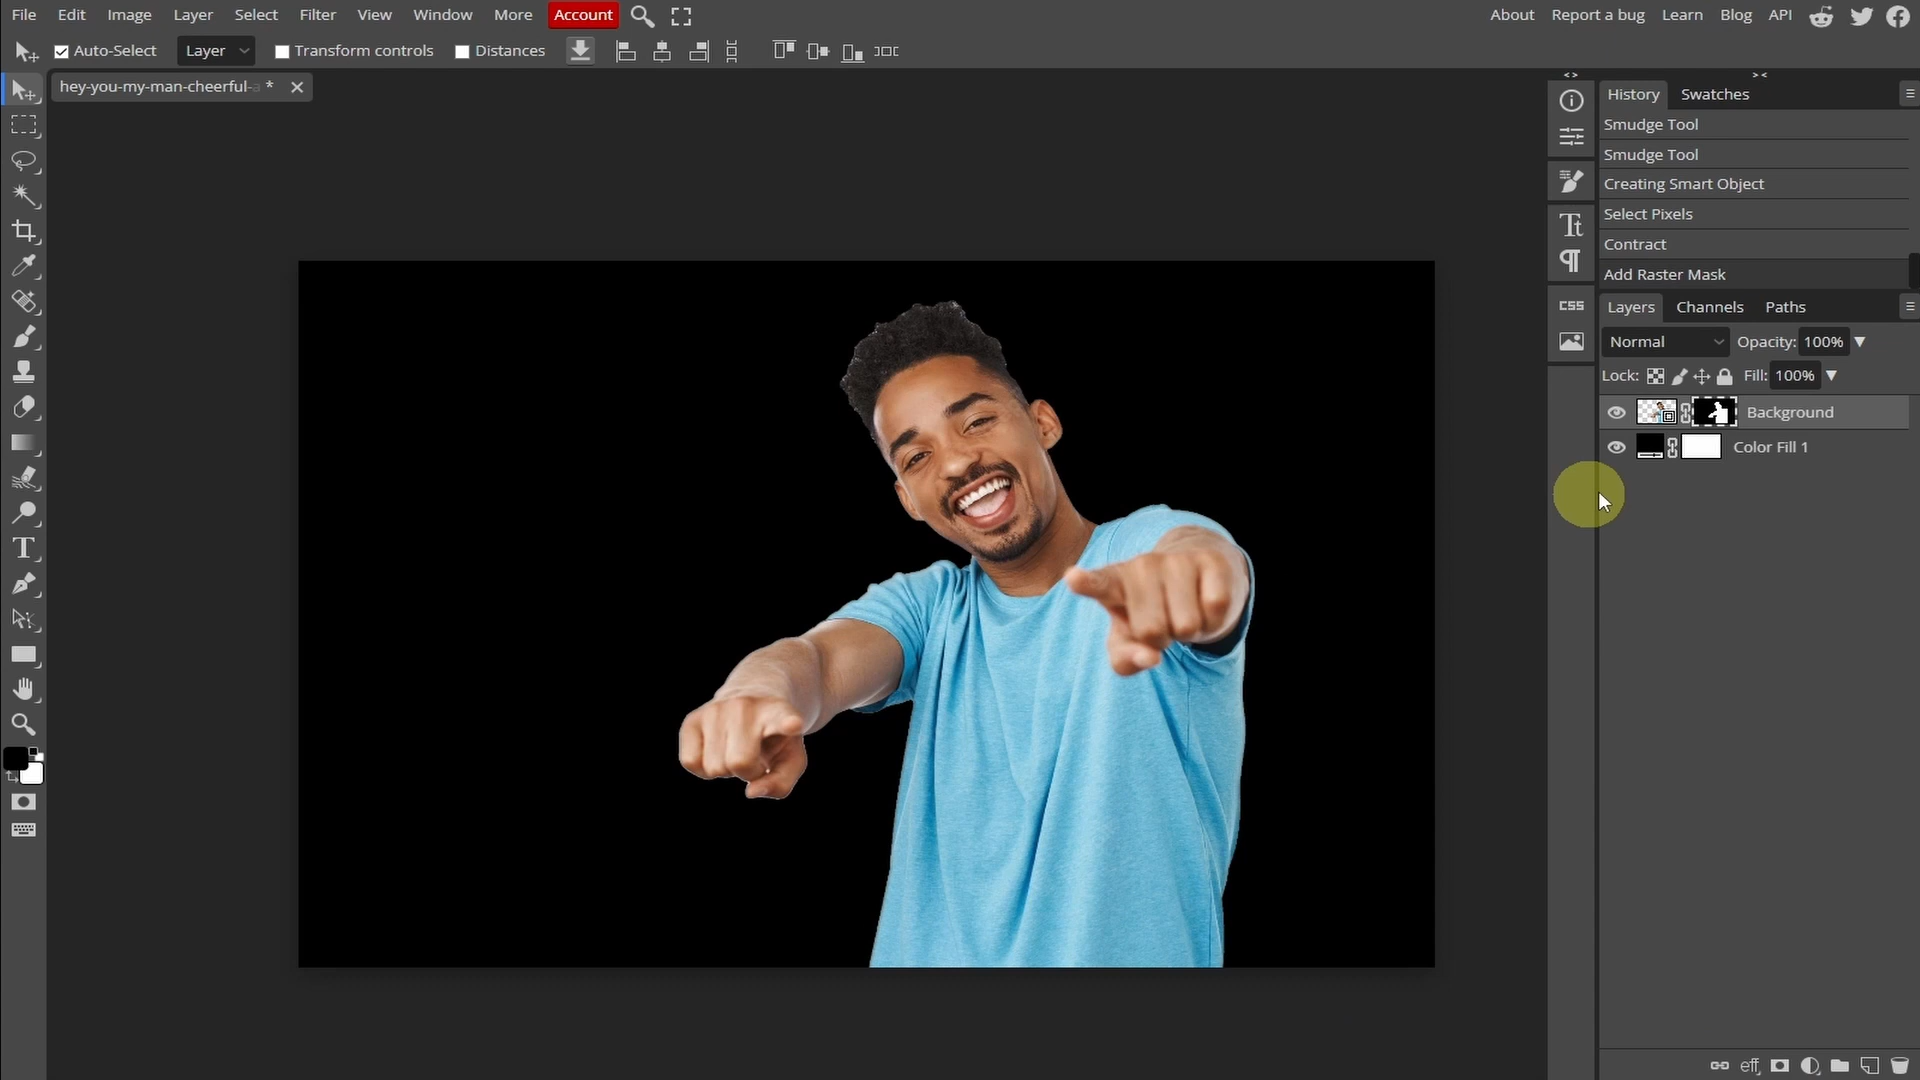 File Edit Image Layer Select Filter View Window More Account About Report a bug Learn Blog API
Auto-Select Layer Transform controls Distances
hey-you-my-man-cheerful-a *
History Swatches
Smudge Tool
Smudge Tool
Creating Smart Object
Select Pixels
Contract
Add Raster Mask
CSS
Layers Channels Paths
Normal Opacity: 100%
Lock: Fill: 100%
Background
Color Fill 1
eff